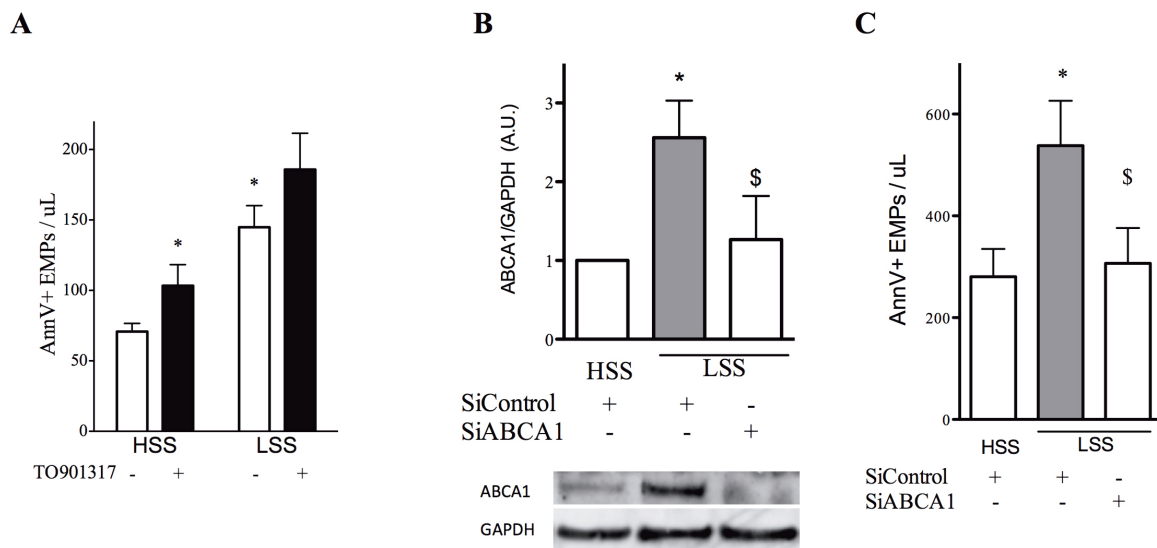 A
AnnV+ EMPs / uL
200
150
100
50
0
*
*
HSS
LSS
TO901317 - + - +
B
ABCA1/GAPDH (A.U.)
3
2
1
0
*
$
HSS
LSS
SiControl + + -
SiABCA1 - - +
ABCA1
GAPDH
C
AnnV+ EMPs / uL
600
400
200
0
*
$
HSS
LSS
SiControl + + -
SiABCA1 - - +